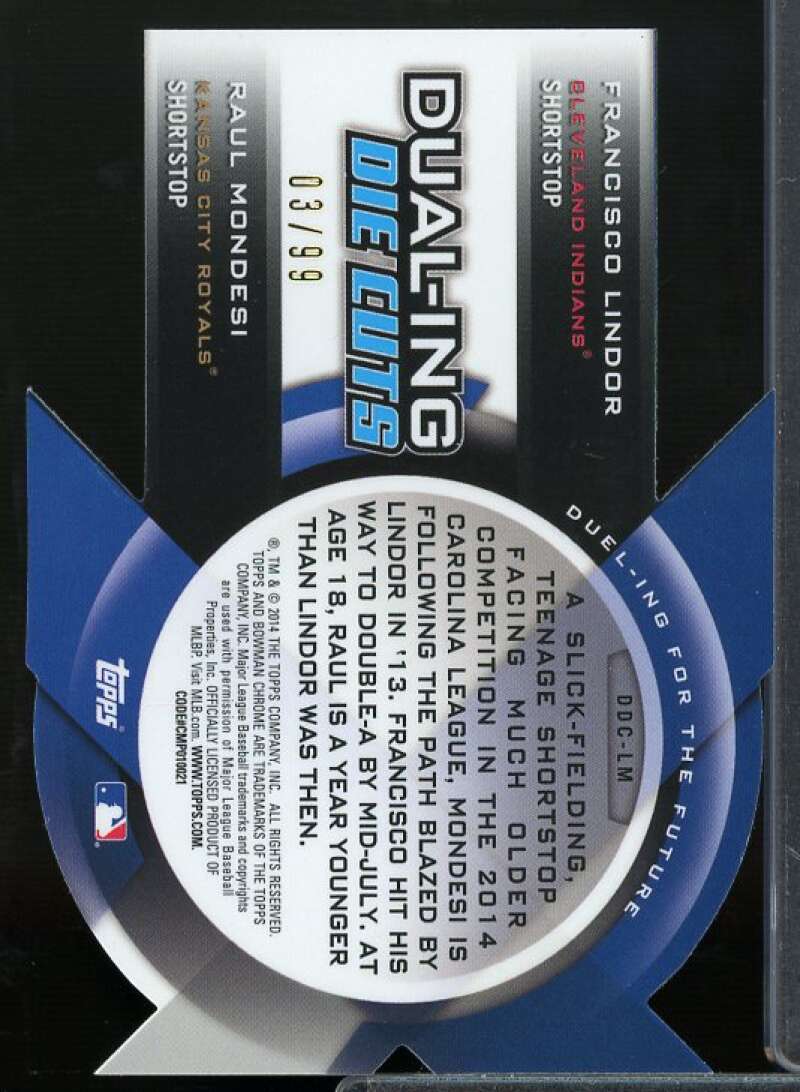 FRANCISCO LINDOR
CLEVELAND INDIANS®
SHORTSTOP
DUAL-ING
DIE CUTS
03/99
RAUL MONDESI
KANSAS CITY ROYALS®
SHORTSTOP
DUEL-ING FOR THE FUTURE
DDC-LM
A SLICK-FIELDING,
TEENAGE SHORTSTOP
FACING MUCH OLDER
COMPETITION IN THE 2014
CAROLINA LEAGUE, MONDESI IS
FOLLOWING THE PATH BLAZED BY
LINDOR IN '13. FRANCISCO HIT HIS
WAY TO DOUBLE-A BY MID-JULY. AT
AGE 18, RAUL IS A YEAR YOUNGER
THAN LINDOR WAS THEN.
®, TM & © 2014 THE TOPPS COMPANY, INC. ALL RIGHTS RESERVED.
TOPPS AND BOWMAN CHROME ARE TRADEMARKS OF THE TOPPS
COMPANY, INC. Major League Baseball trademarks and copyrights
are used with permission of Major League Baseball
Properties, Inc. OFFICIALLY LICENSED PRODUCT OF
MLBP. Visit MLB.com. WWW.TOPPS.COM.
CODE#CMP010021
TOPPS®